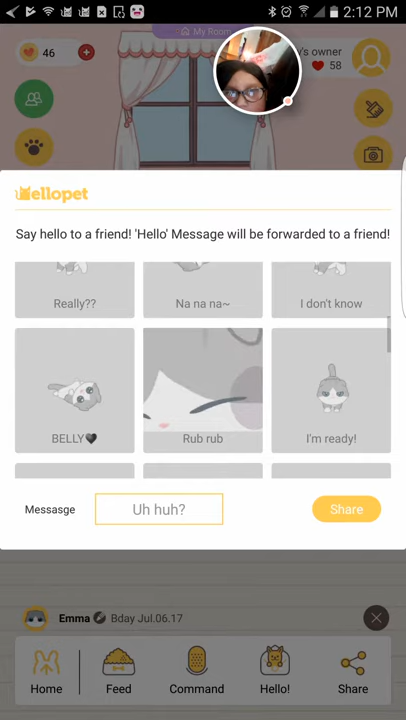 2:12 PM
My Room
46
y's owner
58
Hellopet
Say hello to a friend! 'Hello' Message will be forwarded to a friend!
Really??
Na na na~
I don't know
BELLY🖤
Rub rub
I'm ready!
Messasge
Uh huh?
Share
Emma Bday Jul.06.17
Home
Feed
Command
Hello!
Share